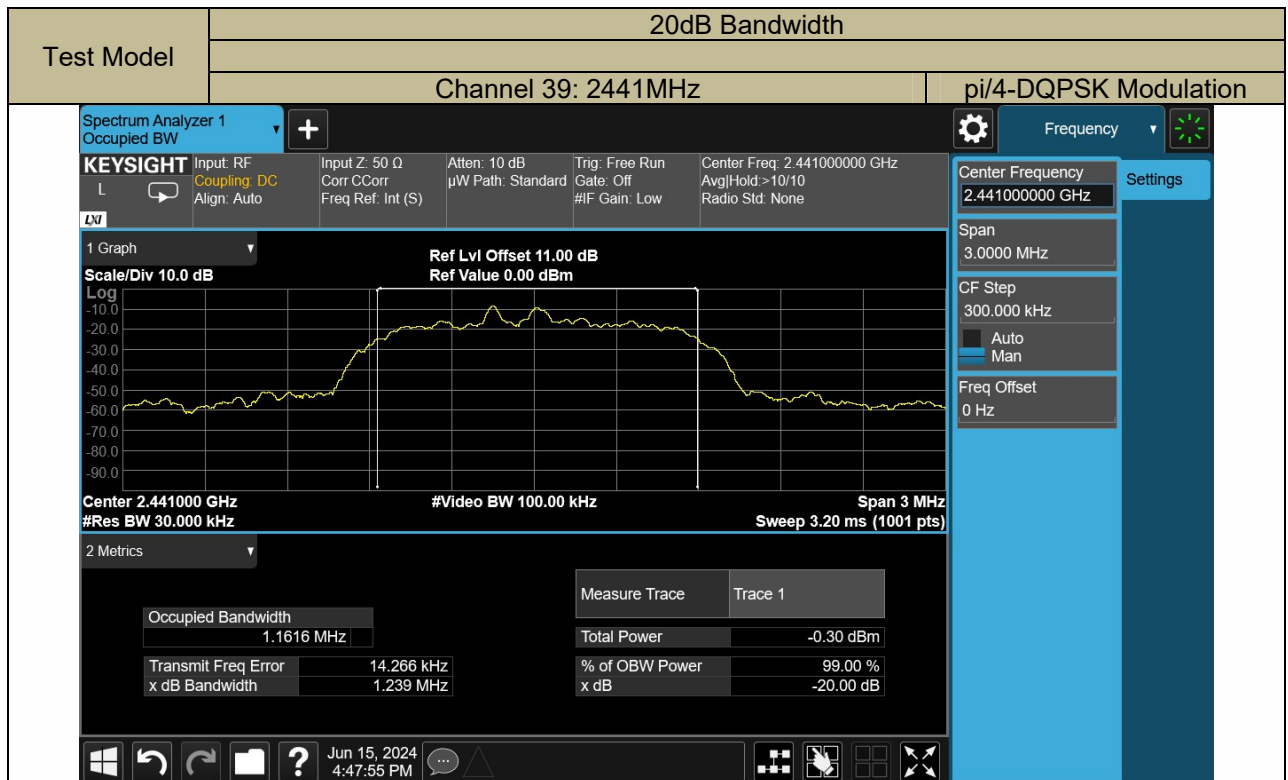 20dB Bandwidth
Test Model
Channel 39: 2441MHz
pi/4-DQPSK Modulation
Spectrum Analyzer 1
Occupied BW
Frequency
KEYSIGHT
L
LXI
Input: RF
Coupling: DC
Align: Auto
Input Z: 50 Ω
Corr CCorr
Freq Ref: Int (S)
Atten: 10 dB
µW Path: Standard
Trig: Free Run
Gate: Off
#IF Gain: Low
Center Freq: 2.441000000 GHz
Avg|Hold:>10/10
Radio Std: None
Center Frequency
2.441000000 GHz
Settings
Span
3.0000 MHz
CF Step
300.000 kHz
Auto
Man
Freq Offset
0 Hz
1 Graph
Scale/Div 10.0 dB
Ref Lvl Offset 11.00 dB
Ref Value 0.00 dBm
Log
-10.0
-20.0
-30.0
-40.0
-50.0
-60.0
-70.0
-80.0
-90.0
Center 2.441000 GHz
#Video BW 100.00 kHz
Span 3 MHz
#Res BW 30.000 kHz
Sweep 3.20 ms (1001 pts)
2 Metrics
Measure Trace
Trace 1
Occupied Bandwidth
1.1616 MHz
Total Power
-0.30 dBm
Transmit Freq Error
14.266 kHz
% of OBW Power
99.00 %
x dB Bandwidth
1.239 MHz
x dB
-20.00 dB
?
Jun 15, 2024
4:47:55 PM